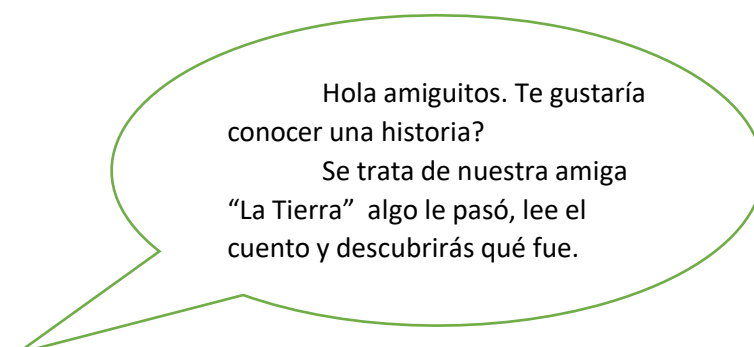 Hola amiguitos. Te gustaría
conocer una historia?
Se trata de nuestra amiga
“La Tierra”  algo le pasó, lee el
cuento y descubrirás qué fue.